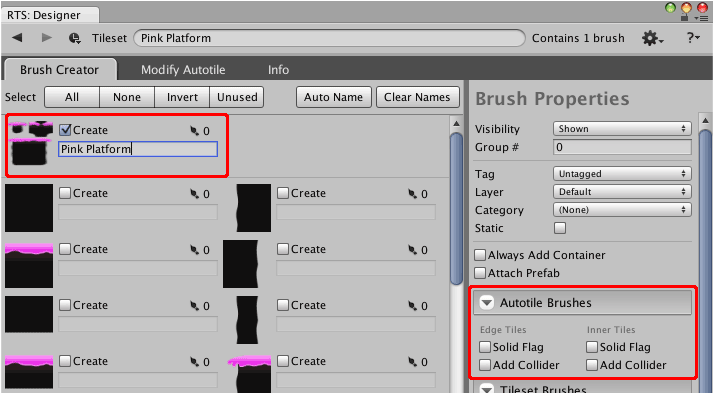 RTS: Designer
Tileset Pink Platform Contains 1 brush
Brush Creator Modify Autotile Info
Select All None Invert Unused Auto Name Clear Names
Create 0
Pink Platform
Create 0 Create 0
Create 0 Create 0
Create 0 Create 0
Create 0 Create 0
Brush Properties
Visibility Shown
Group # 0
Tag Untagged
Layer Default
Category (None)
Static
Always Add Container
Attach Prefab
Autotile Brushes
Edge Tiles Inner Tiles
Solid Flag Solid Flag
Add Collider Add Collider
Tileset Brushes